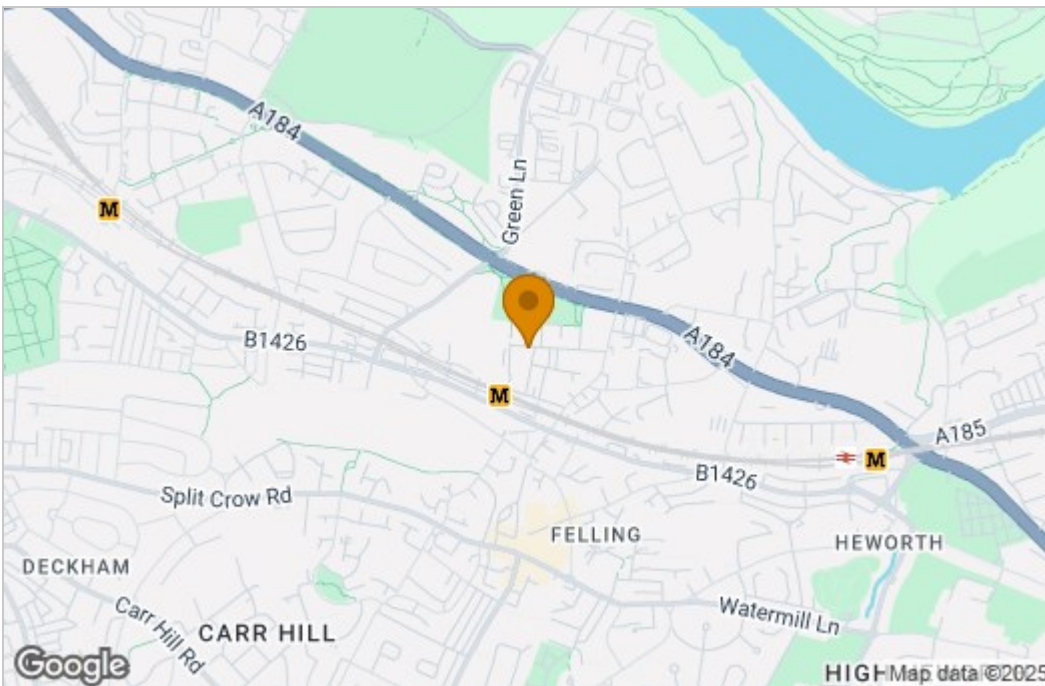 A184
Green Ln
M
B1426
A184
M
A185
M
B1426
Split Crow Rd
FELLING
HEWORTH
DECKHAM
Carr Hill Rd
CARR HILL
Watermill Ln
Google
HIGH
Map data ©2025